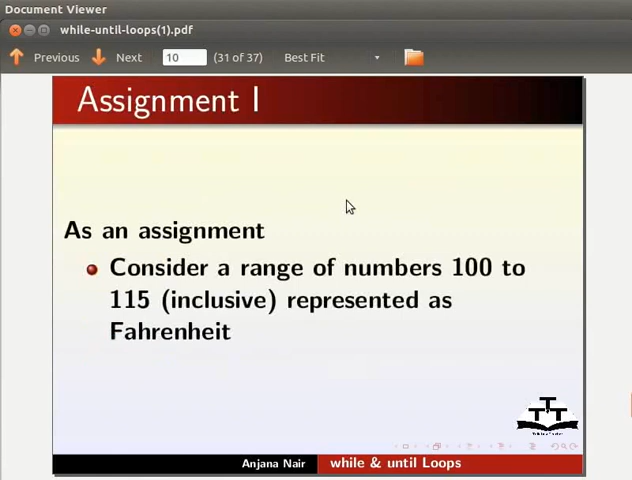 Document Viewer
while-until-loops(1).pdf
Previous Next 10 (31 of 37) Best Fit
Assignment I
As an assignment
Consider a range of numbers 100 to
115 (inclusive) represented as
Fahrenheit
TTT
Anjana Nair while & until Loops